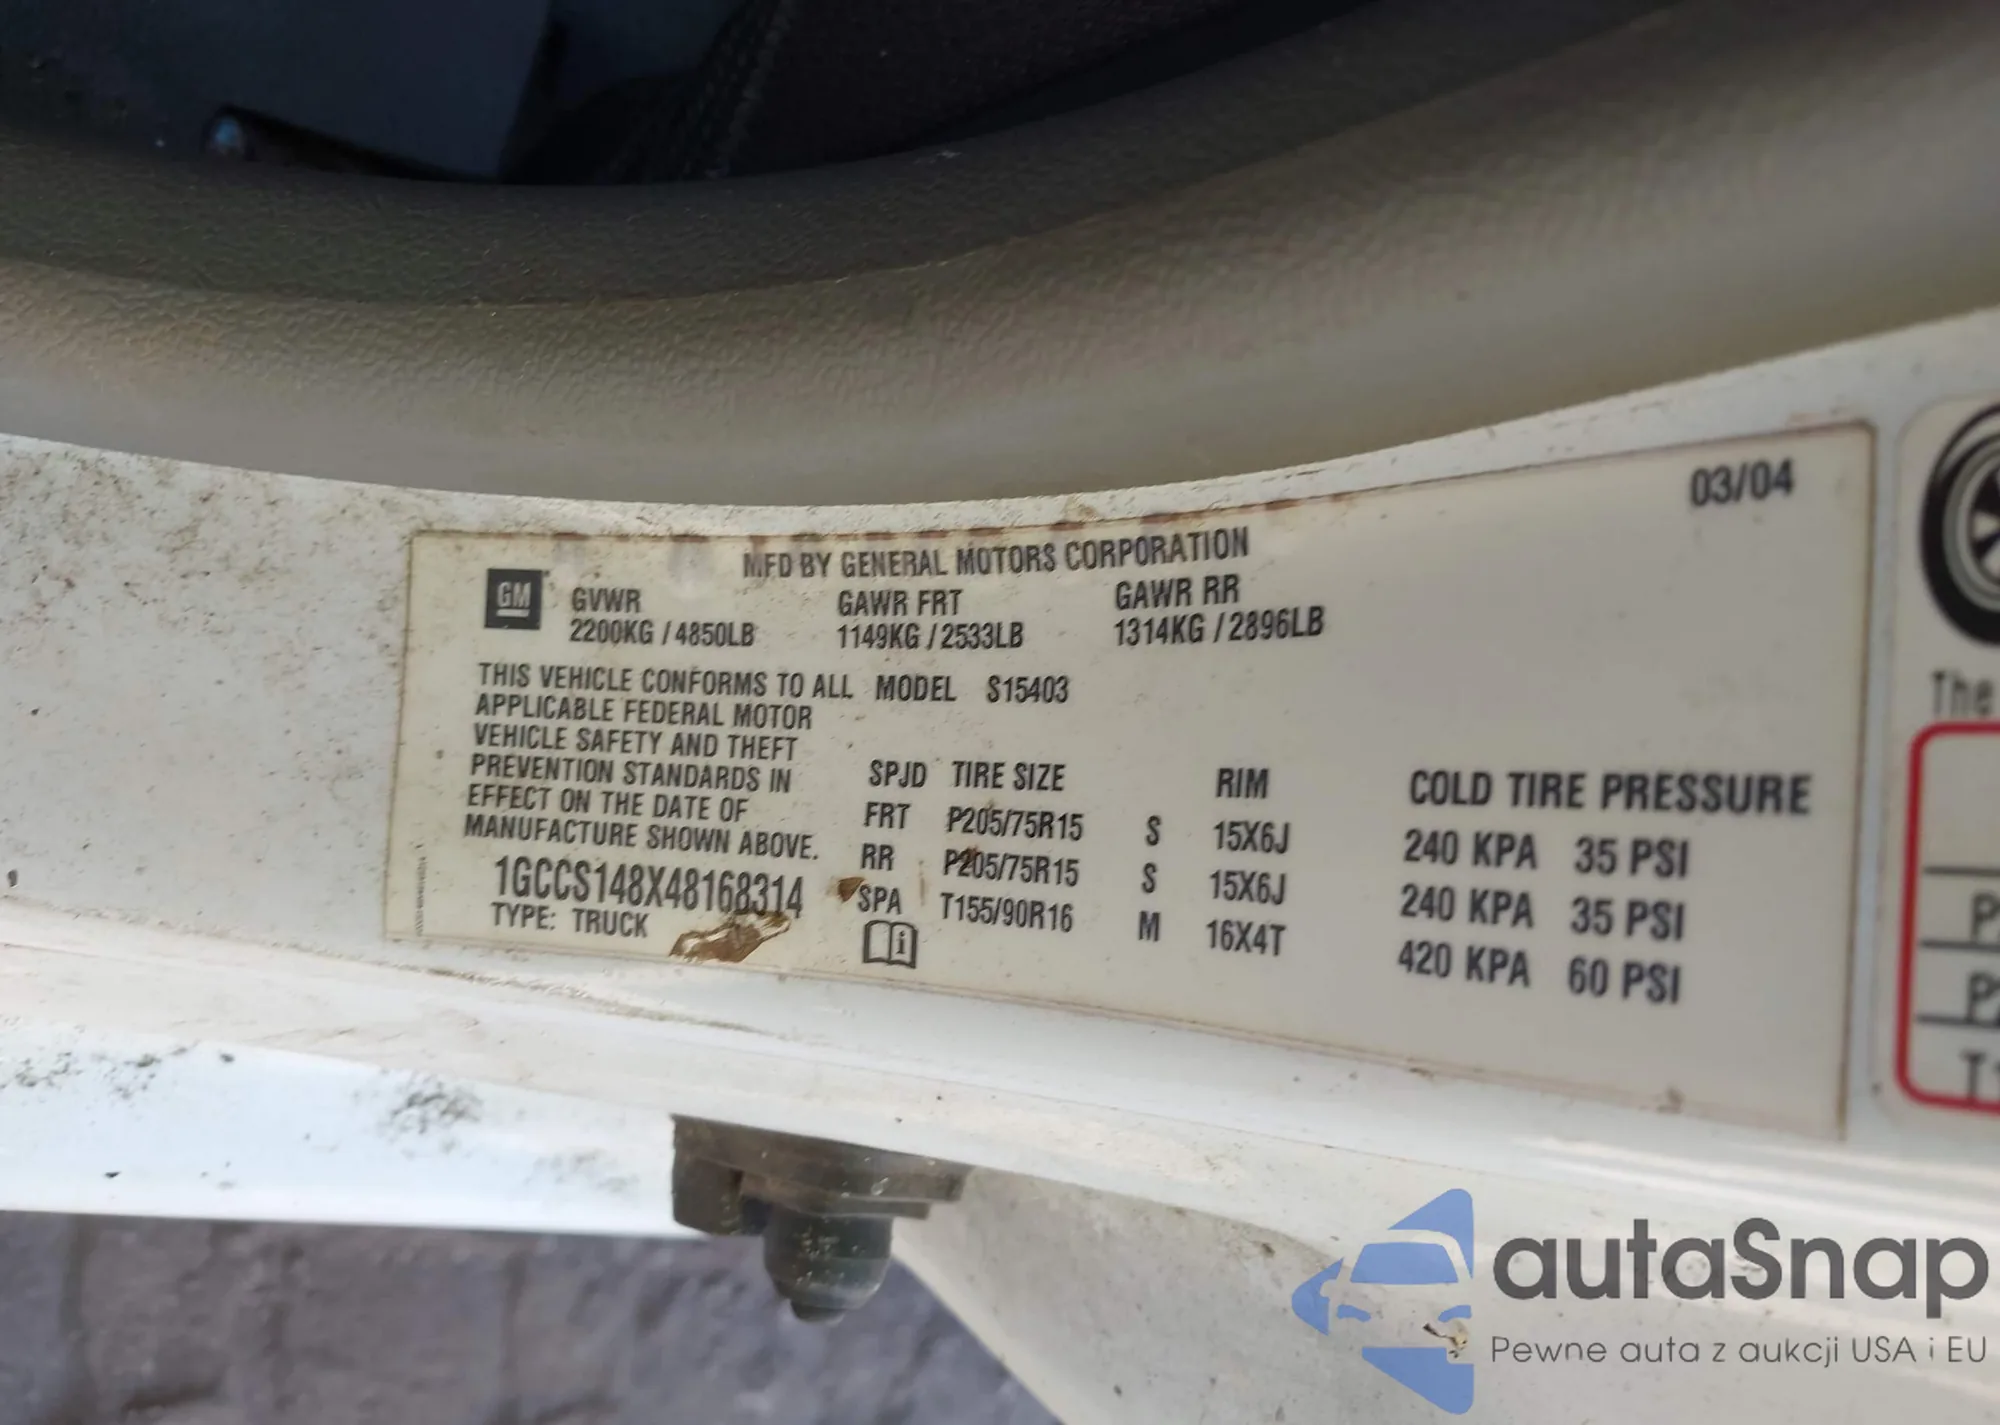 03/04
MFD BY GENERAL MOTORS CORPORATION
GM
GVWR GAWR FRT GAWR RR
2200KG / 4850LB 1149KG / 2533LB 1314KG / 2896LB
THIS VEHICLE CONFORMS TO ALL MODEL S15403
APPLICABLE FEDERAL MOTOR
VEHICLE SAFETY AND THEFT
PREVENTION STANDARDS IN
EFFECT ON THE DATE OF
MANUFACTURE SHOWN ABOVE.
1GCCS148X48168314
TYPE: TRUCK
SPJD TIRE SIZE RIM COLD TIRE PRESSURE
FRT P205/75R15 S 15X6J 240 KPA 35 PSI
RR P205/75R15 S 15X6J 240 KPA 35 PSI
SPA T155/90R16 M 16X4T 420 KPA 60 PSI
The
autaSnap
Pewne auta z aukcji USA i EU